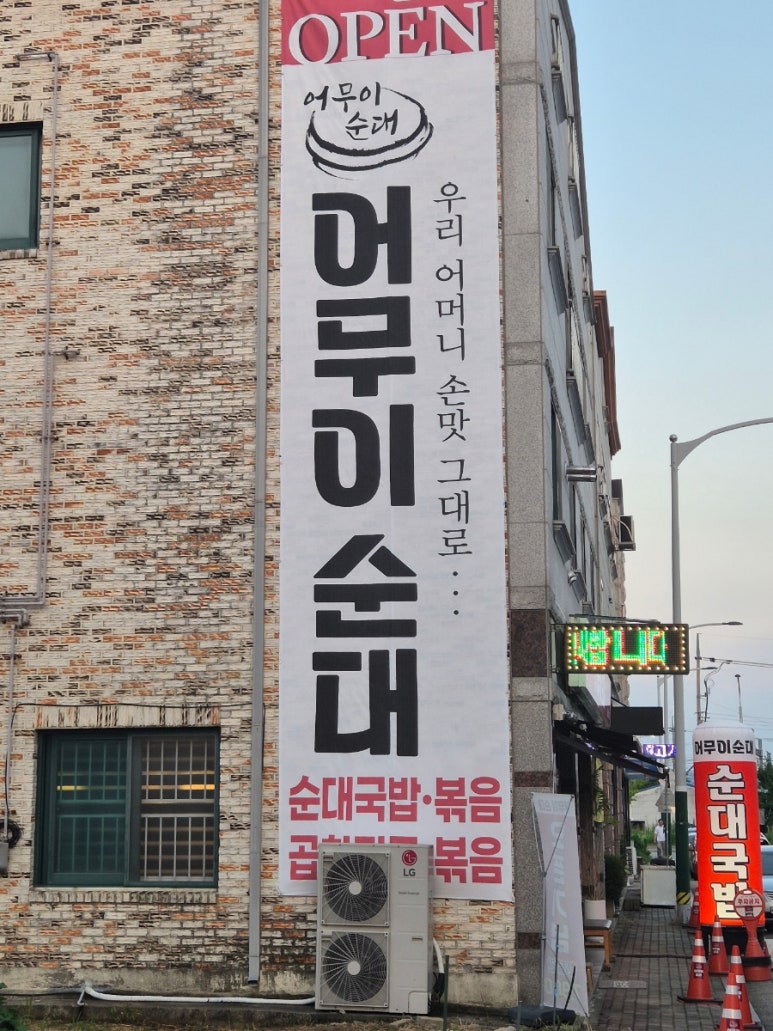 OPEN
어무이
순대
어무이순대
우리 어머니 손맛 그대로...
순대국밥·볶음
볶음
LG
어무이순대
순대국밥